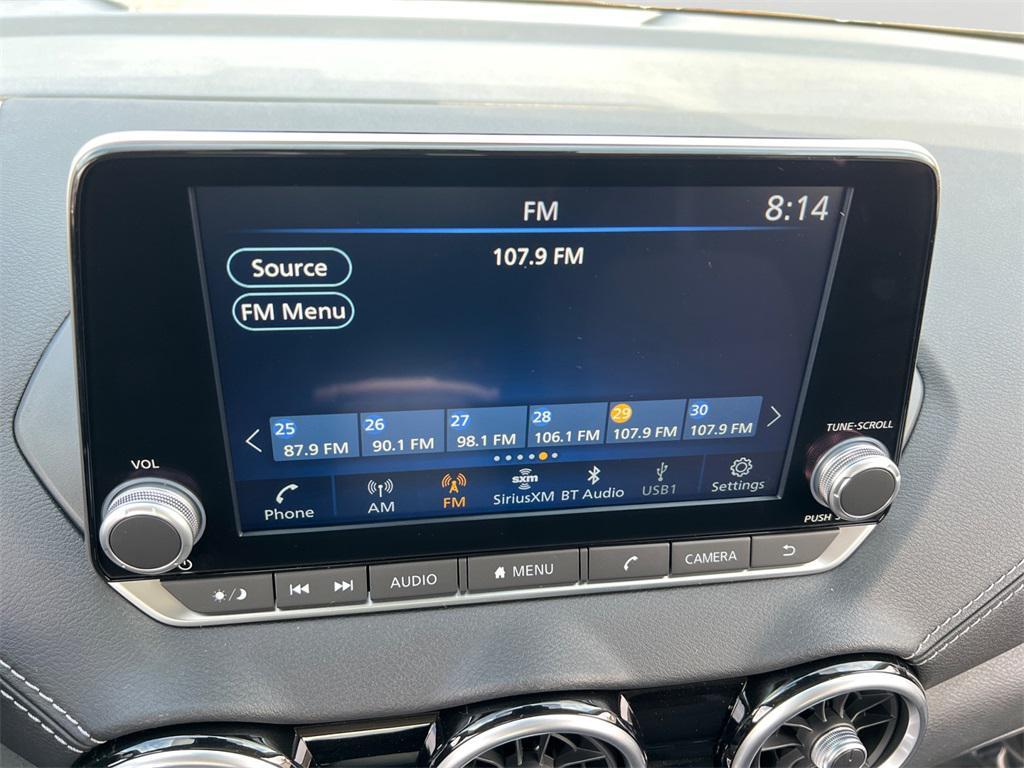 FM
8:14
Source
107.9 FM
FM Menu
25 26 27 28 29 30
87.9 FM 90.1 FM 98.1 FM 106.1 FM 107.9 FM 107.9 FM
TUNE-SCROLL
VOL
sxm
Phone AM FM SiriusXM BT Audio USB1 Settings
PUSH
AUDIO MENU CAMERA